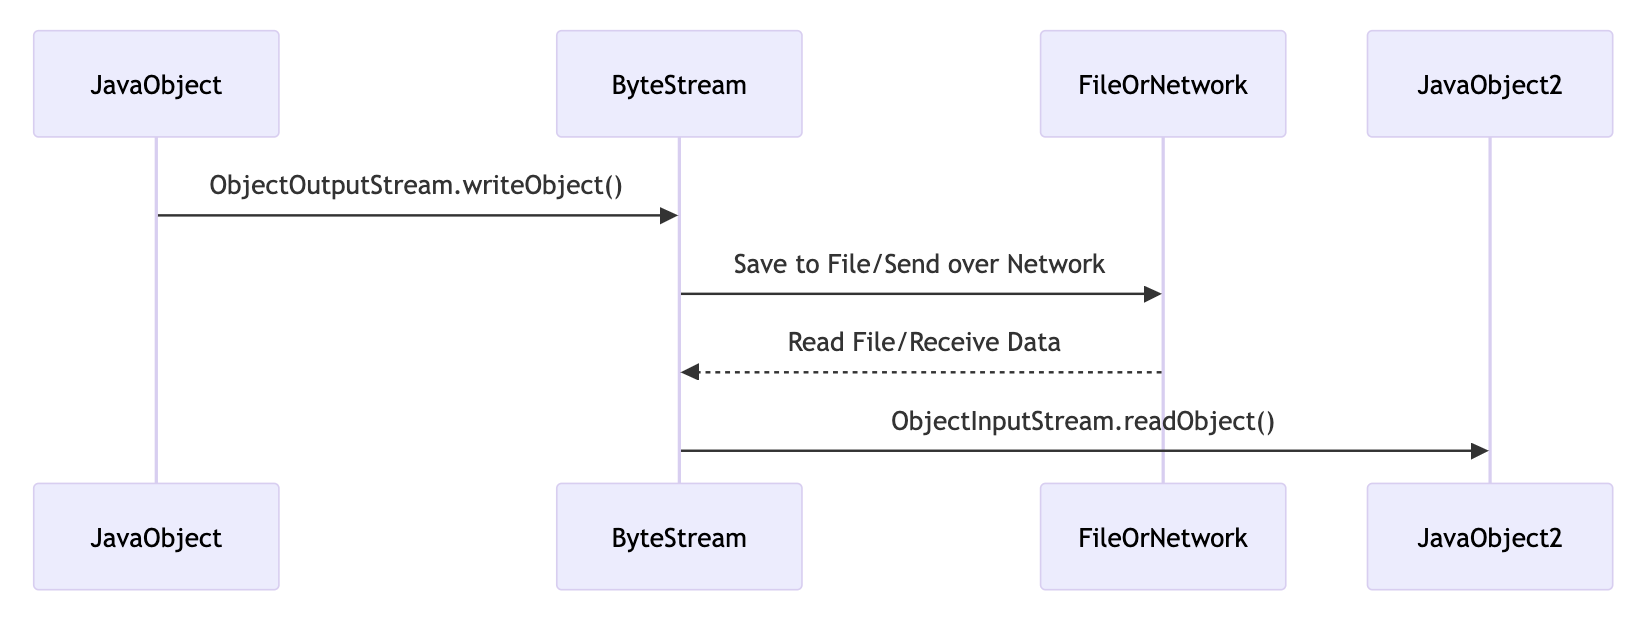 JavaObject
ByteStream
FileOrNetwork
JavaObject2
ObjectOutputStream.writeObject()
Save to File/Send over Network
Read File/Receive Data
ObjectInputStream.readObject()
JavaObject
ByteStream
FileOrNetwork
JavaObject2